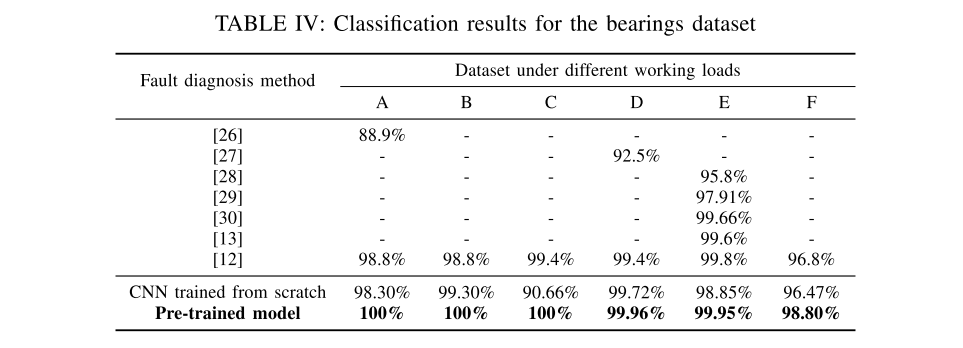 TABLE IV: Classification results for the bearings dataset
Fault diagnosis method Dataset under different working loads
A B C D E F
[26] 88.9% - - - - -
[27] - - - 92.5% - -
[28] - - - - 95.8% -
[29] - - - - 97.91% -
[30] - - - - 99.66% -
[13] - - - - 99.6% -
[12] 98.8% 98.8% 99.4% 99.4% 99.8% 96.8%
CNN trained from scratch 98.30% 99.30% 90.66% 99.72% 98.85% 96.47%
Pre-trained model 100% 100% 100% 99.96% 99.95% 98.80%